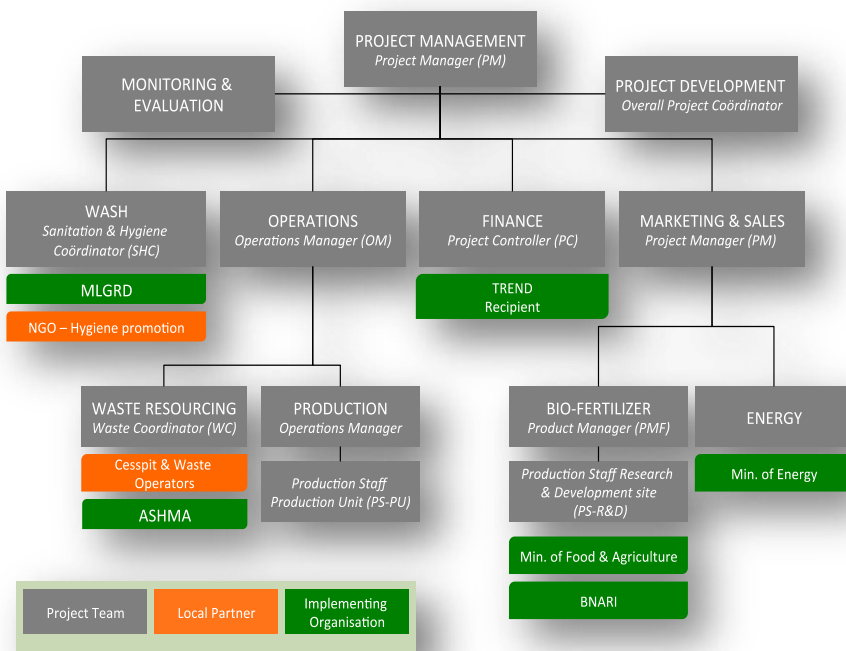 PROJECT MANAGEMENT
Project Manager (PM)
MONITORING &
EVALUATION
PROJECT DEVELOPMENT
Overall Project Coördinator
WASH
Sanitation & Hygiene
Coördinator (SHC)
MLGRD
NGO – Hygiene promotion
OPERATIONS
Operations Manager (OM)
FINANCE
Project Controller (PC)
TREND
Recipient
MARKETING & SALES
Project Manager (PM)
WASTE RESOURCING
Waste Coordinator (WC)
Cesspit & Waste
Operators
ASHMA
PRODUCTION
Operations Manager
Production Staff
Production Unit (PS-PU)
BIO-FERTILIZER
Product Manager (PMF)
Production Staff Research
& Development site
(PS-R&D)
Min. of Food & Agriculture
BNARI
ENERGY
Min. of Energy
Project Team
Local Partner
Implementing
Organisation